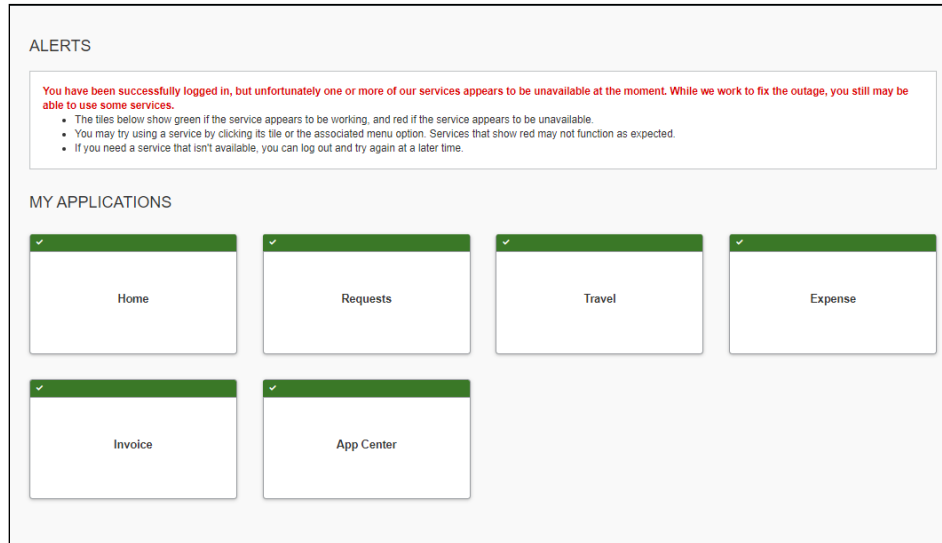 ALERTS
You have been successfully logged in, but unfortunately one or more of our services appears to be unavailable at the moment. While we work to fix the outage, you still may be
able to use some services.
• The tiles below show green if the service appears to be working, and red if the service appears to be unavailable.
• You may try using a service by clicking its tile or the associated menu option. Services that show red may not function as expected.
• If you need a service that isn't available, you can log out and try again at a later time.
MY APPLICATIONS
Home
Requests
Travel
Expense
Invoice
App Center